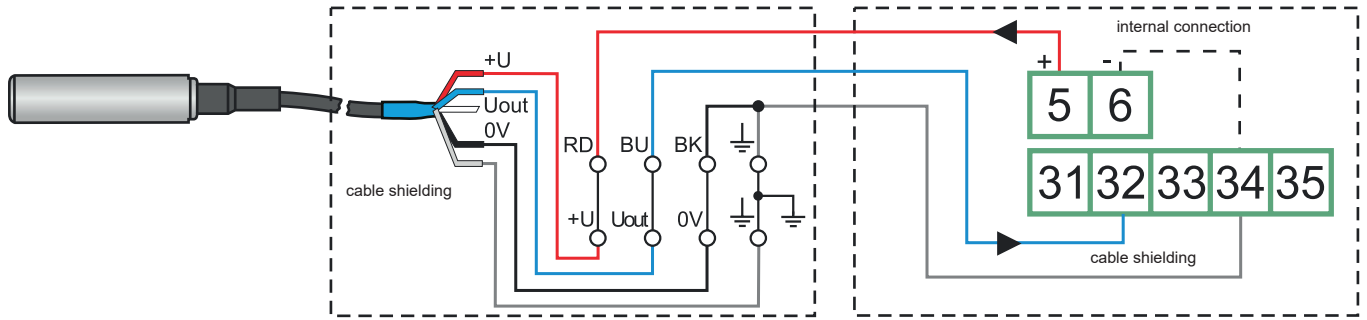 internal connection
+U
+ -
5 6
Uout
0V
RD BU BK
31 32 33 34 35
cable shielding
+U Uout 0V
cable shielding